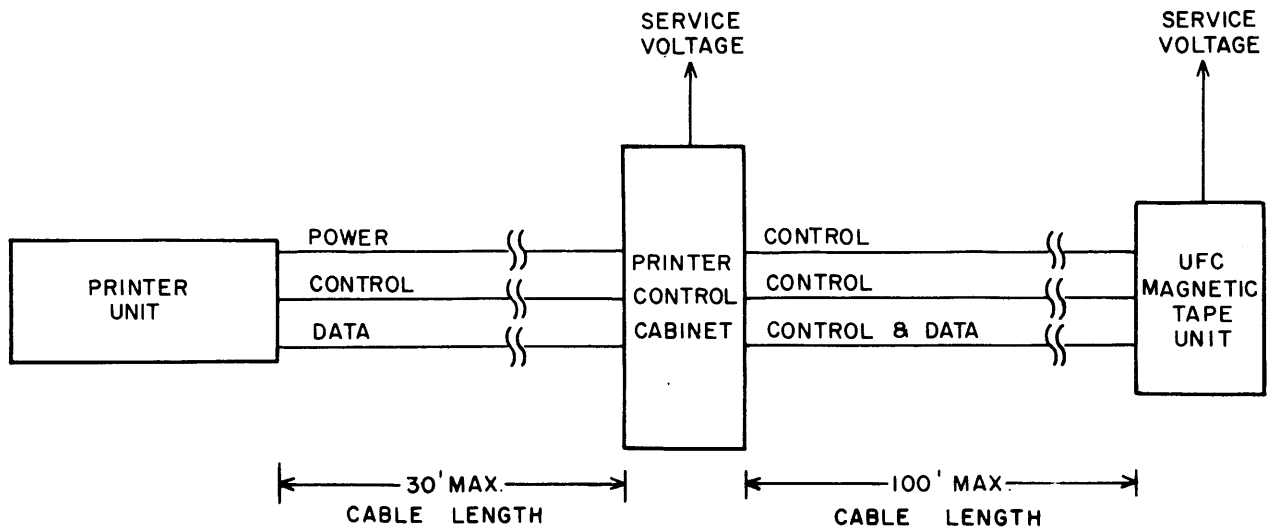 SERVICE
VOLTAGE
SERVICE
VOLTAGE
PRINTER
UNIT
POWER
CONTROL
DATA
PRINTER
CONTROL
CABINET
CONTROL
CONTROL
CONTROL & DATA
UFC
MAGNETIC
TAPE
UNIT
30' MAX.
CABLE LENGTH
100' MAX.
CABLE LENGTH